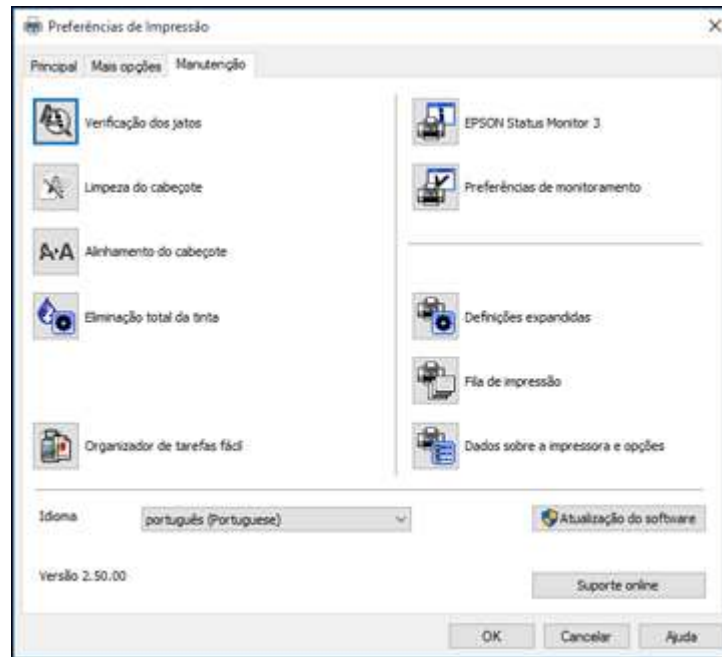 Preferências de Impressão
Principal Mais opções Manutenção
Verificação dos jatos
EPSON Status Monitor 3
Limpeza do cabeçote
Preferências de monitoramento
A·A Alinhamento do cabeçote
Eliminação total da tinta
Definições expandidas
Fila de impressão
Organizador de tarefas fácil
Dados sobre a impressora e opções
Idioma português (Portuguese) Atualização do software
Versão 2.50.00
Suporte online
OK Cancelar Ajuda